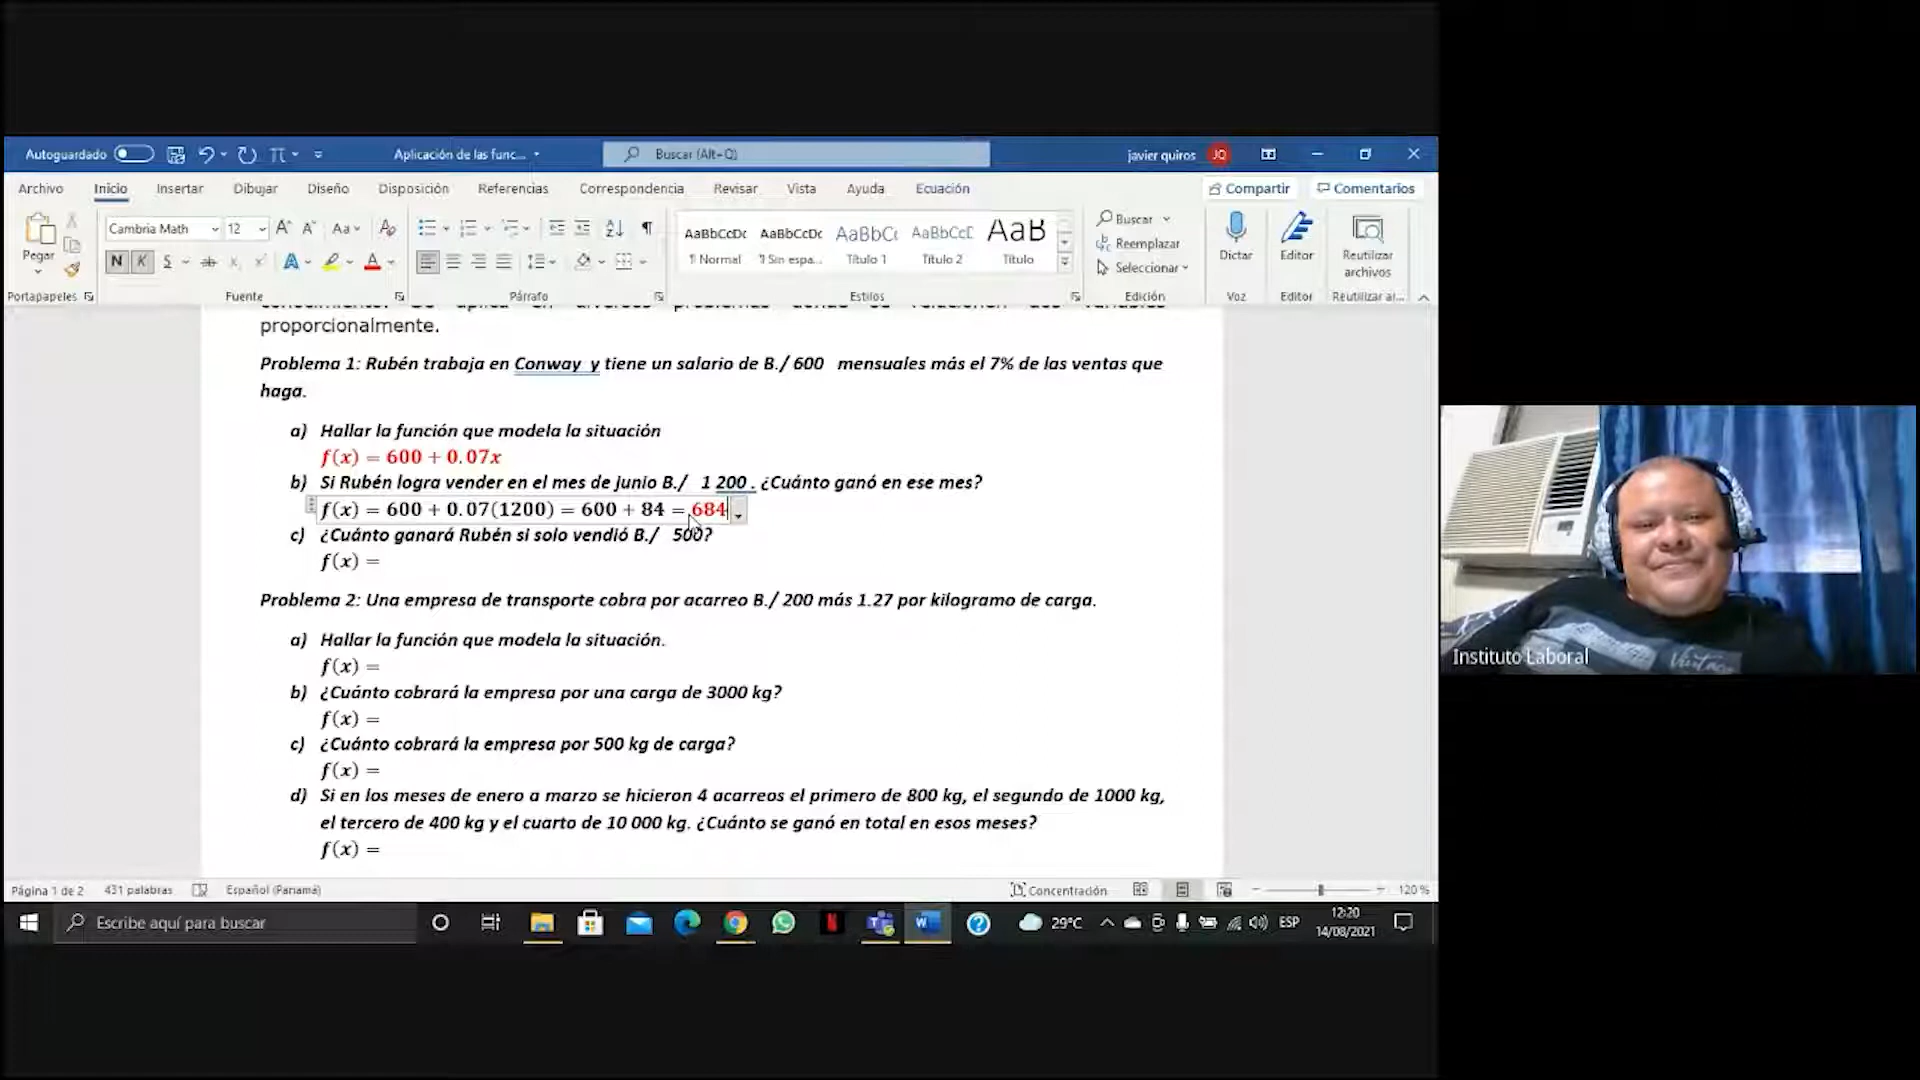 Autoguardado
Aplicación de las func...
Buscar (Alt+Q)
javier quiros
JQ
Archivo Inicio Insertar Dibujar Diseño Disposición Referencias Correspondencia Revisar Vista Ayuda Ecuación
Compartir Comentarios
Pegar
Cambria Math 12
N K S ab
AaBbCcDc AaBbCcDc AaBbCc AaBbCcD AaB
¶ Normal ¶ Sin espa... Título 1 Título 2 Título
Buscar
Reemplazar
Seleccionar
Dictar
Editor
Reutilizar archivos
Portapapeles Fuente Párrafo Estilos Edición Voz Editor Reutilizar ar...
proporcionalmente.
Problema 1: Rubén trabaja en Conway y tiene un salario de B./ 600 mensuales más el 7% de las ventas que
haga.
a) Hallar la función que modela la situación
f(x) = 600 + 0.07x
b) Si Rubén logra vender en el mes de junio B./ 1 200 . ¿Cuánto ganó en ese mes?
f(x) = 600 + 0.07(1200) = 600 + 84 = 684
c) ¿Cuánto ganará Rubén si solo vendió B./ 500?
f(x) =
Problema 2: Una empresa de transporte cobra por acarreo B./ 200 más 1.27 por kilogramo de carga.
a) Hallar la función que modela la situación.
f(x) =
b) ¿Cuánto cobrará la empresa por una carga de 3000 kg?
f(x) =
c) ¿Cuánto cobrará la empresa por 500 kg de carga?
f(x) =
d) Si en los meses de enero a marzo se hicieron 4 acarreos el primero de 800 kg, el segundo de 1000 kg,
el tercero de 400 kg y el cuarto de 10 000 kg. ¿Cuánto se ganó en total en esos meses?
f(x) =
Página 1 de 2 431 palabras Español (Panamá)
Concentración
120 %
Escribe aquí para buscar
29°C
ESP
12:20
14/08/2021
Instituto Laboral